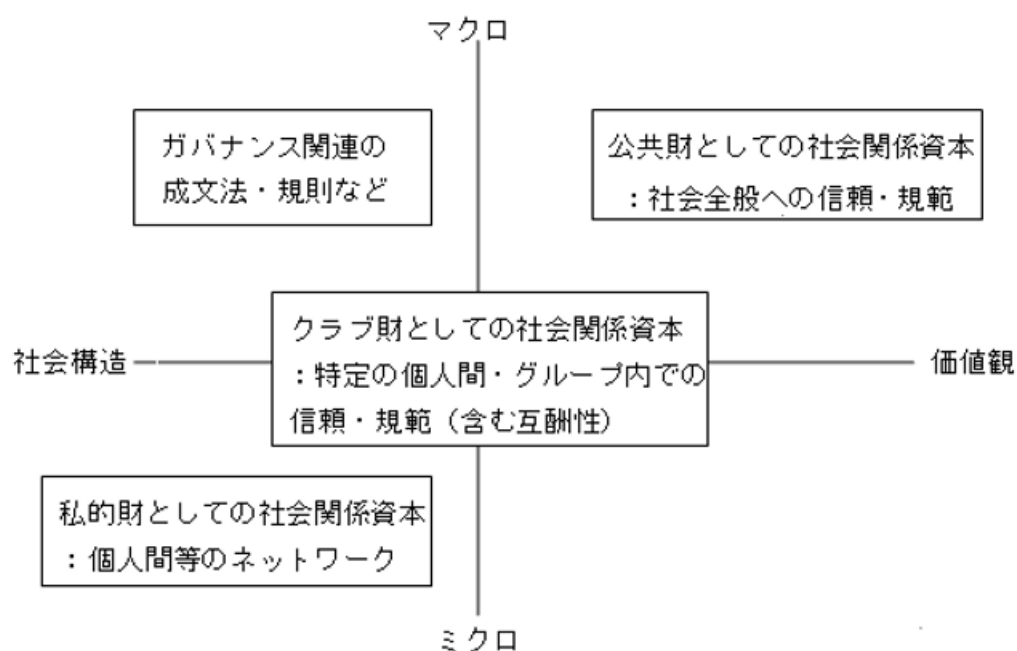 マクロ
ガバナンス関連の
成文法・規則など
公共財としての社会関係資本
：社会全般への信頼・規範
クラブ財としての社会関係資本
：特定の個人間・グループ内での
信頼・規範（含む互酬性）
社会構造
価値観
私的財としての社会関係資本
：個人間等のネットワーク
ミクロ